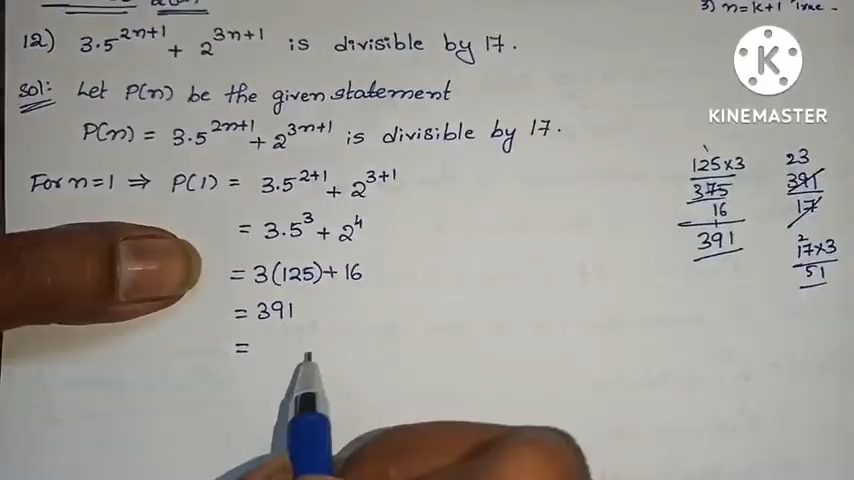 3) n=k+1 True -
12) 3·5^{2n+1} + 2^{3n+1} is divisible by 17.
Sol:- Let P(n) be the given statement
P(n) = 3·5^{2n+1} + 2^{3n+1} is divisible by 17.
For n=1 ⇒ P(1) = 3·5^{2+1} + 2^{3+1}
= 3·5^3 + 2^4
= 3(125)+16
= 391
=
125×3
375
16
391
23
391
17
2
17×3
51
K
KINEMASTER